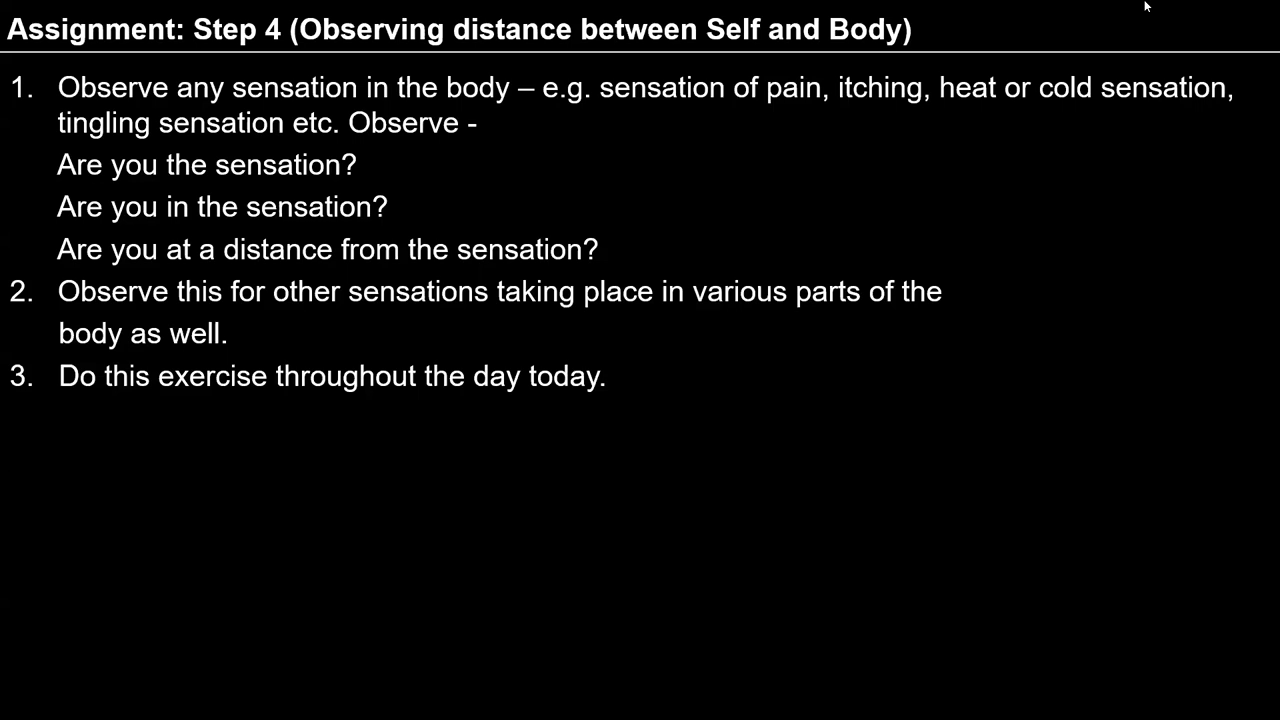 Assignment: Step 4 (Observing distance between Self and Body)
1. Observe any sensation in the body – e.g. sensation of pain, itching, heat or cold sensation,
tingling sensation etc. Observe -
Are you the sensation?
Are you in the sensation?
Are you at a distance from the sensation?
2. Observe this for other sensations taking place in various parts of the
body as well.
3. Do this exercise throughout the day today.